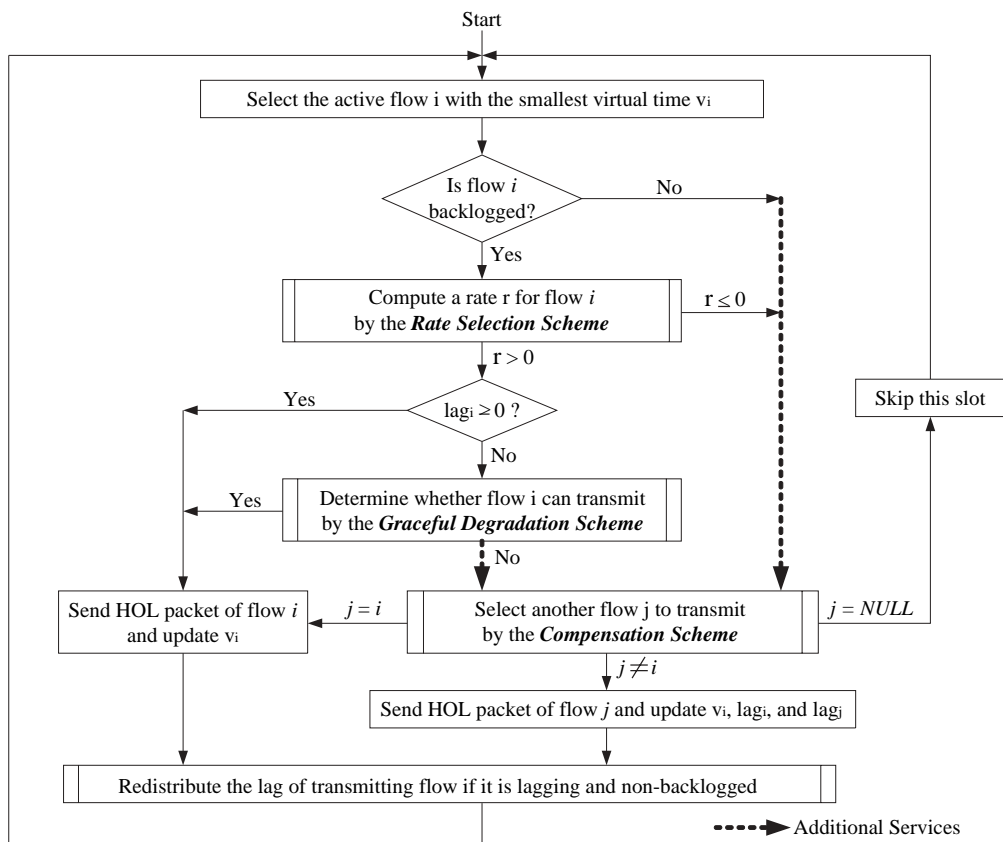 Start
Select the active flow i with the smallest virtual time vi
Is flow i
backlogged?
No
Yes
Compute a rate r for flow i
by the Rate Selection Scheme
r ≤ 0
r > 0
lagi ≥ 0 ?
Yes
Skip this slot
No
Determine whether flow i can transmit
by the Graceful Degradation Scheme
Yes
No
Send HOL packet of flow i
and update vi
j = i
Select another flow j to transmit
by the Compensation Scheme
j = NULL
j ≠ i
Send HOL packet of flow j and update vi, lagi, and lagj
Redistribute the lag of transmitting flow if it is lagging and non-backlogged
Additional Services